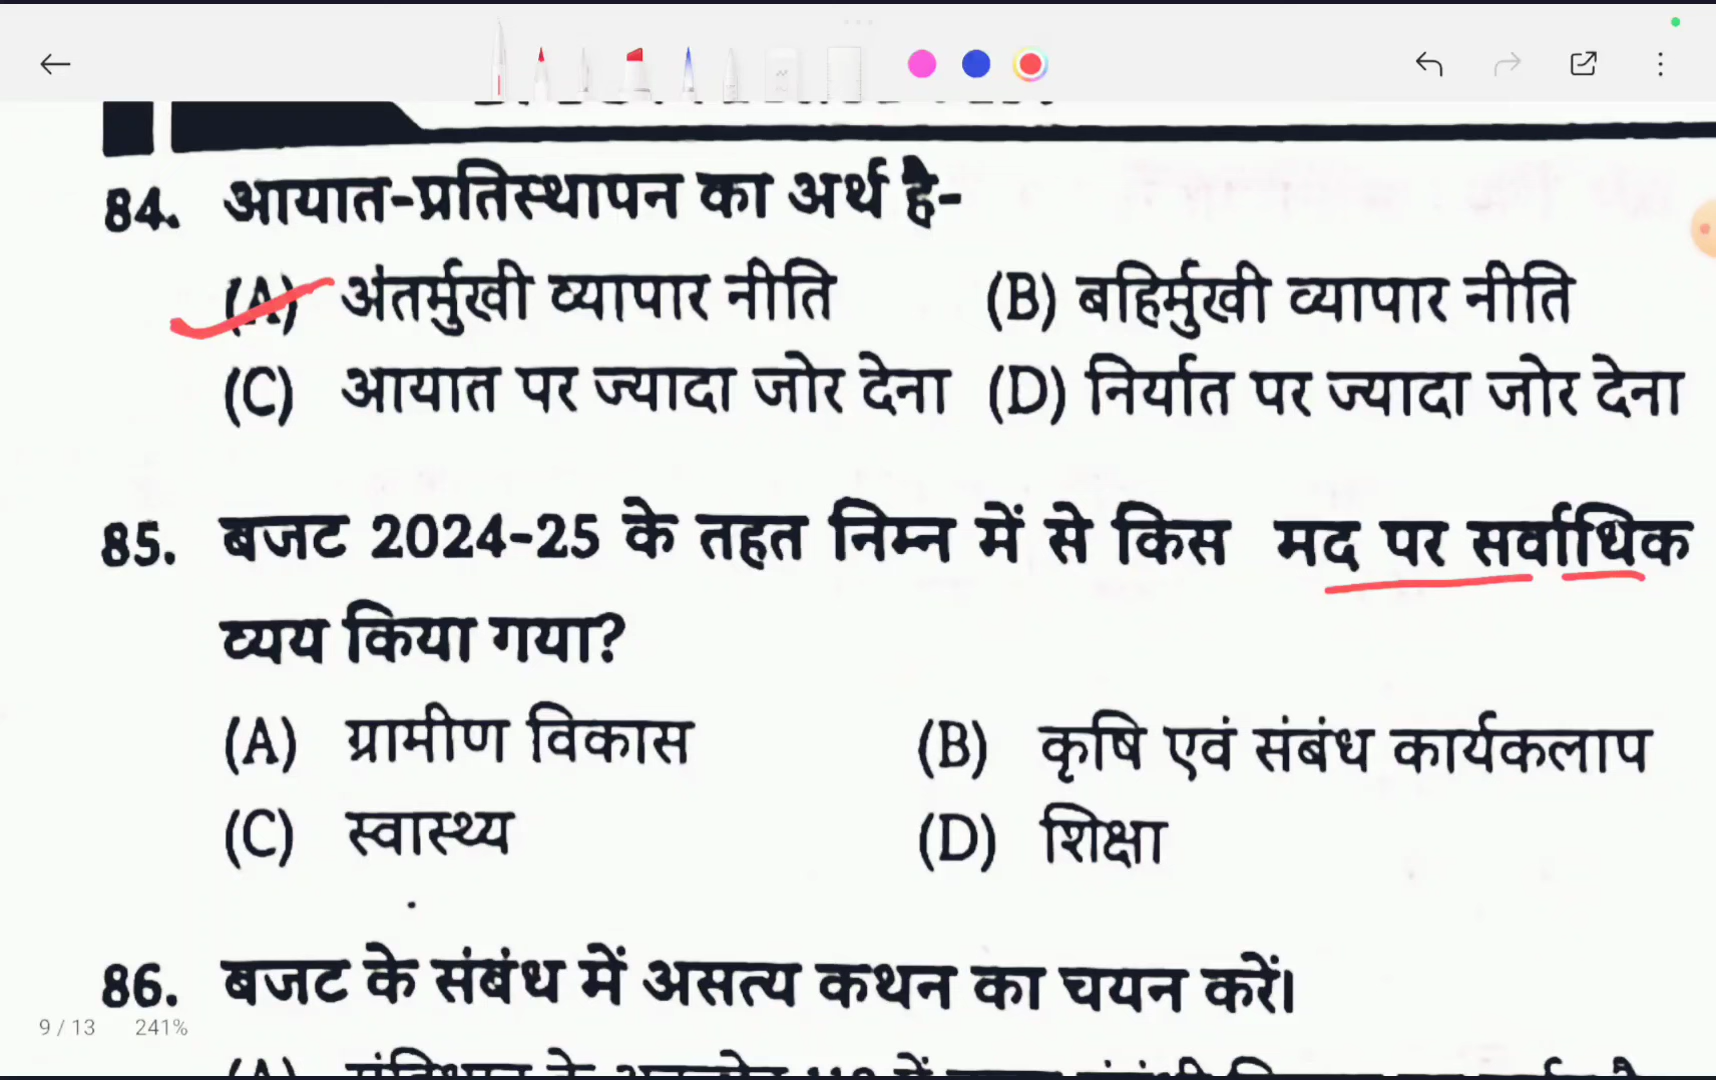 84. आयात-प्रतिस्थापन का अर्थ है-
(A) अंतर्मुखी व्यापार नीति (B) बहिर्मुखी व्यापार नीति
(C) आयात पर ज्यादा जोर देना (D) निर्यात पर ज्यादा जोर देना
85. बजट 2024-25 के तहत निम्न में से किस मद पर सर्वाधिक
व्यय किया गया?
(A) ग्रामीण विकास (B) कृषि एवं संबंध कार्यकलाप
(C) स्वास्थ्य (D) शिक्षा
86. बजट के संबंध में असत्य कथन का चयन करें।
9 / 13 241%